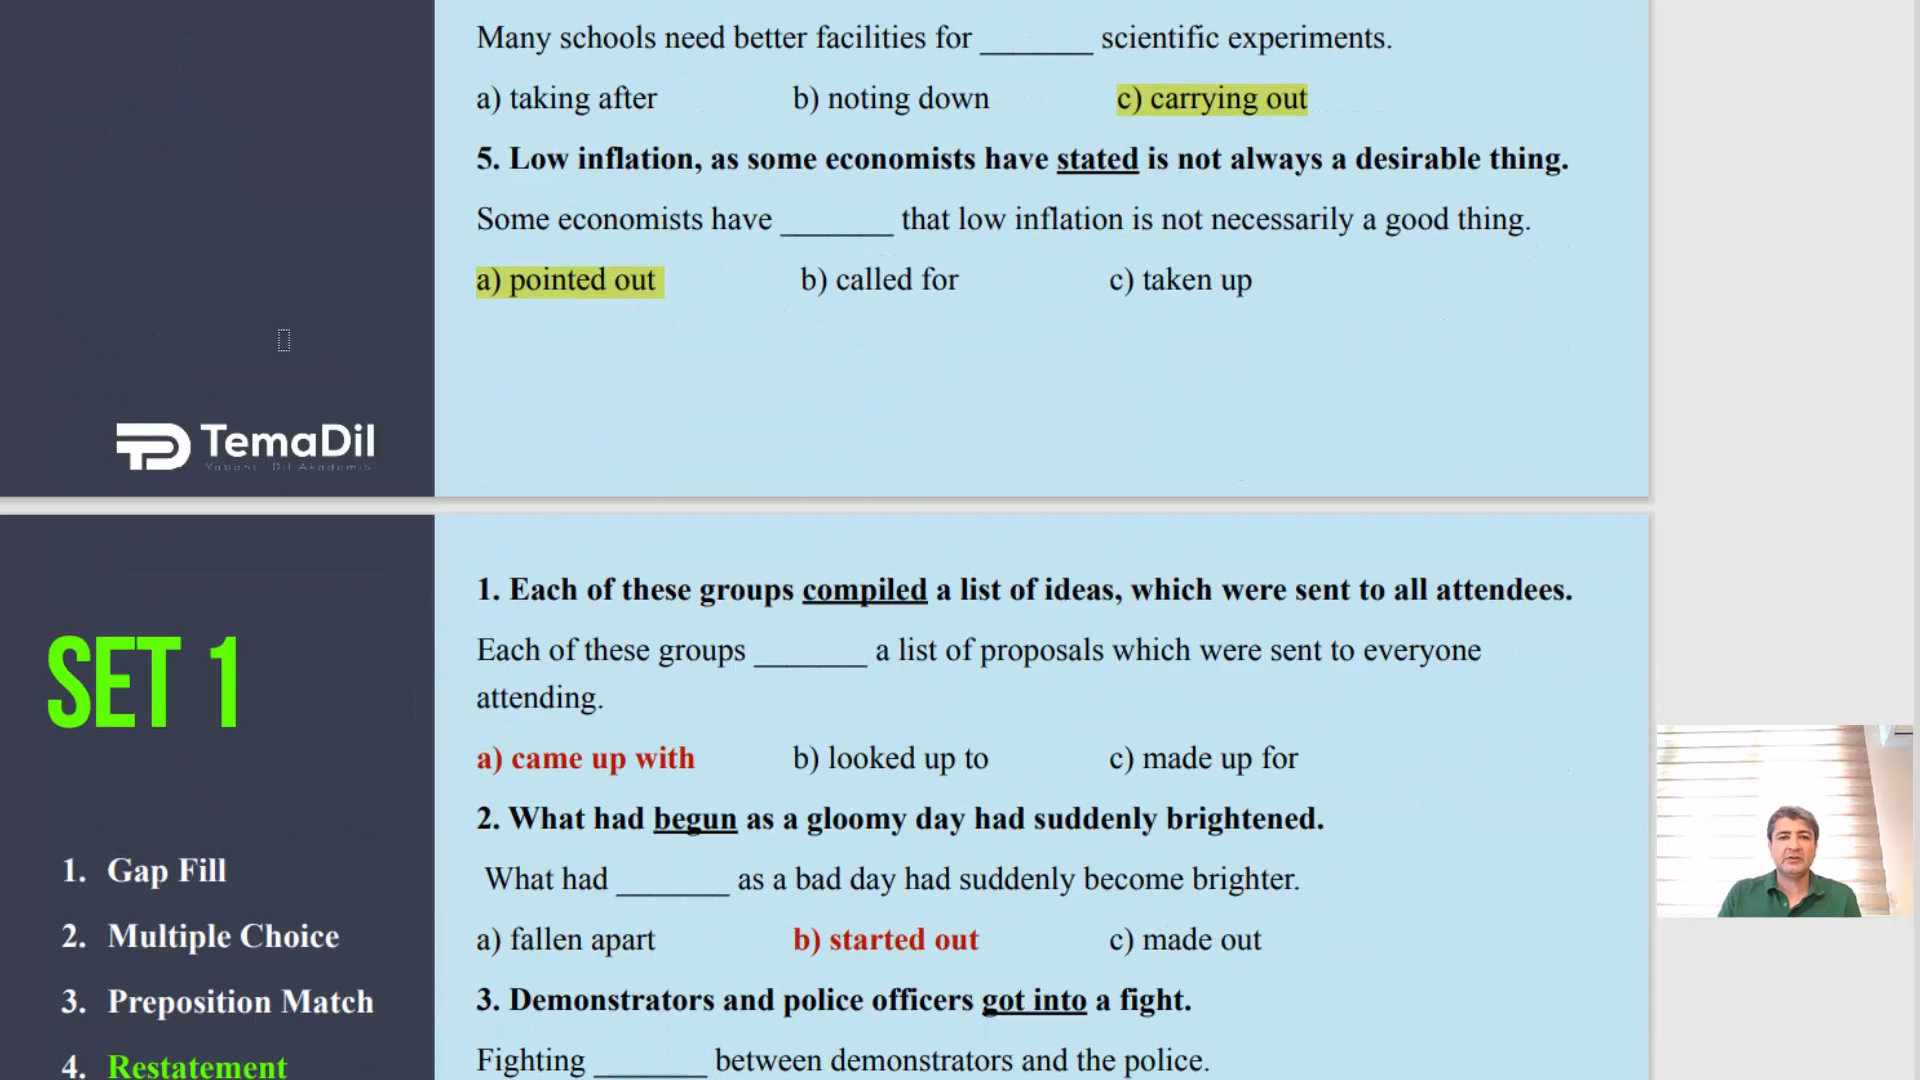 Many schools need better facilities for _______ scientific experiments.
a) taking after b) noting down c) carrying out
5. Low inflation, as some economists have stated is not always a desirable thing.
Some economists have _______ that low inflation is not necessarily a good thing.
a) pointed out b) called for c) taken up
TemaDil
Yabancı Dil Akademisi
1. Each of these groups compiled a list of ideas, which were sent to all attendees.
Each of these groups _______ a list of proposals which were sent to everyone
attending.
a) came up with b) looked up to c) made up for
2. What had begun as a gloomy day had suddenly brightened.
What had _______ as a bad day had suddenly become brighter.
a) fallen apart b) started out c) made out
3. Demonstrators and police officers got into a fight.
Fighting _______ between demonstrators and the police.
SET 1
1. Gap Fill
2. Multiple Choice
3. Preposition Match
4. Restatement